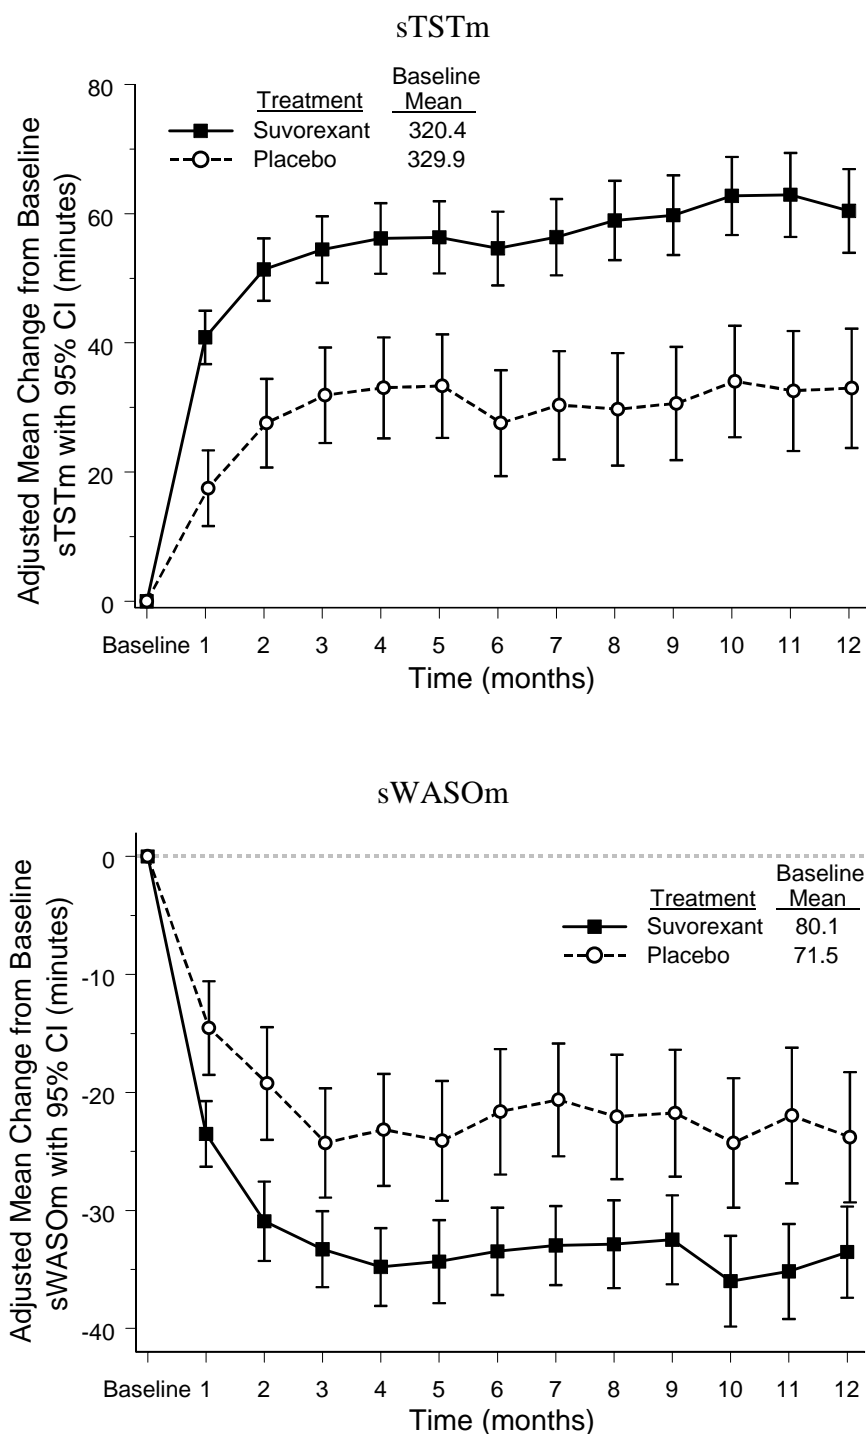 sTSTm
Baseline
Treatment Mean
Suvorexant 320.4
Placebo 329.9
Adjusted Mean Change from Baseline
sTSTm with 95% CI (minutes)
80
60
40
20
0
Baseline 1 2 3 4 5 6 7 8 9 10 11 12
Time (months)
sWASOm
Baseline
Treatment Mean
Suvorexant 80.1
Placebo 71.5
Adjusted Mean Change from Baseline
sWASOm with 95% CI (minutes)
0
-10
-20
-30
-40
Baseline 1 2 3 4 5 6 7 8 9 10 11 12
Time (months)